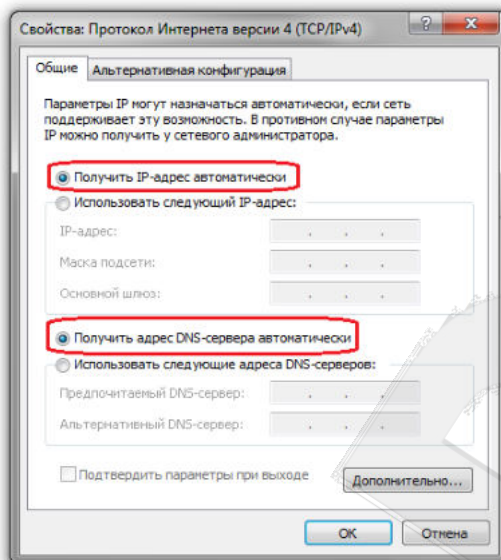 Свойства: Протокол Интернета версии 4 (TCP/IPv4)
Общие
Альтернативная конфигурация
Параметры IP могут назначаться автоматически, если сеть
поддерживает эту возможность. В противном случае параметры
IP можно получить у сетевого администратора.
Получить IP-адрес автоматически
Использовать следующий IP-адрес:
IP-адрес:
Маска подсети:
Основной шлюз:
Получить адрес DNS-сервера автоматически
Использовать следующие адреса DNS-серверов:
Предпочитаемый DNS-сервер:
Альтернативный DNS-сервер:
Подтвердить параметры при выходе
Дополнительно...
ОК
Отмена